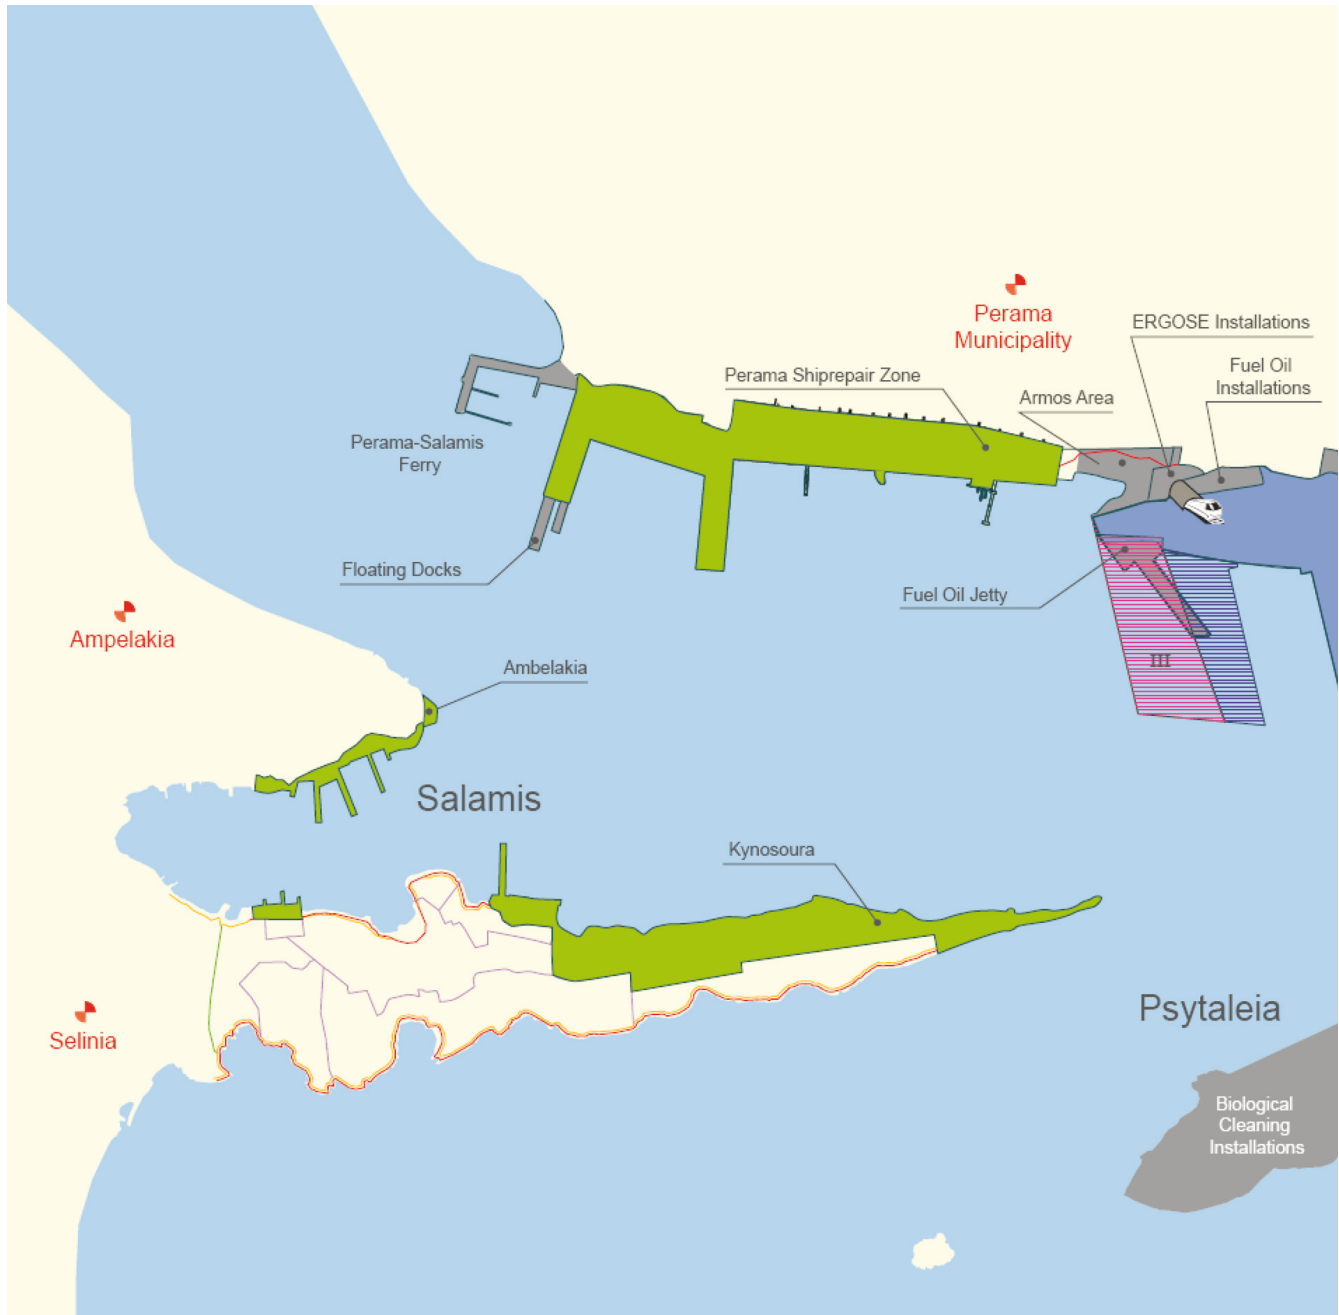 Perama
Municipality
ERGOSE Installations
Fuel Oil
Installations
Perama Shiprepair Zone
Armos Area
Perama-Salamis
Ferry
Floating Docks
Fuel Oil Jetty
Ampelakia
III
Ambelakia
Salamis
Kynosoura
Psytaleia
Selinia
Biological
Cleaning
Installations